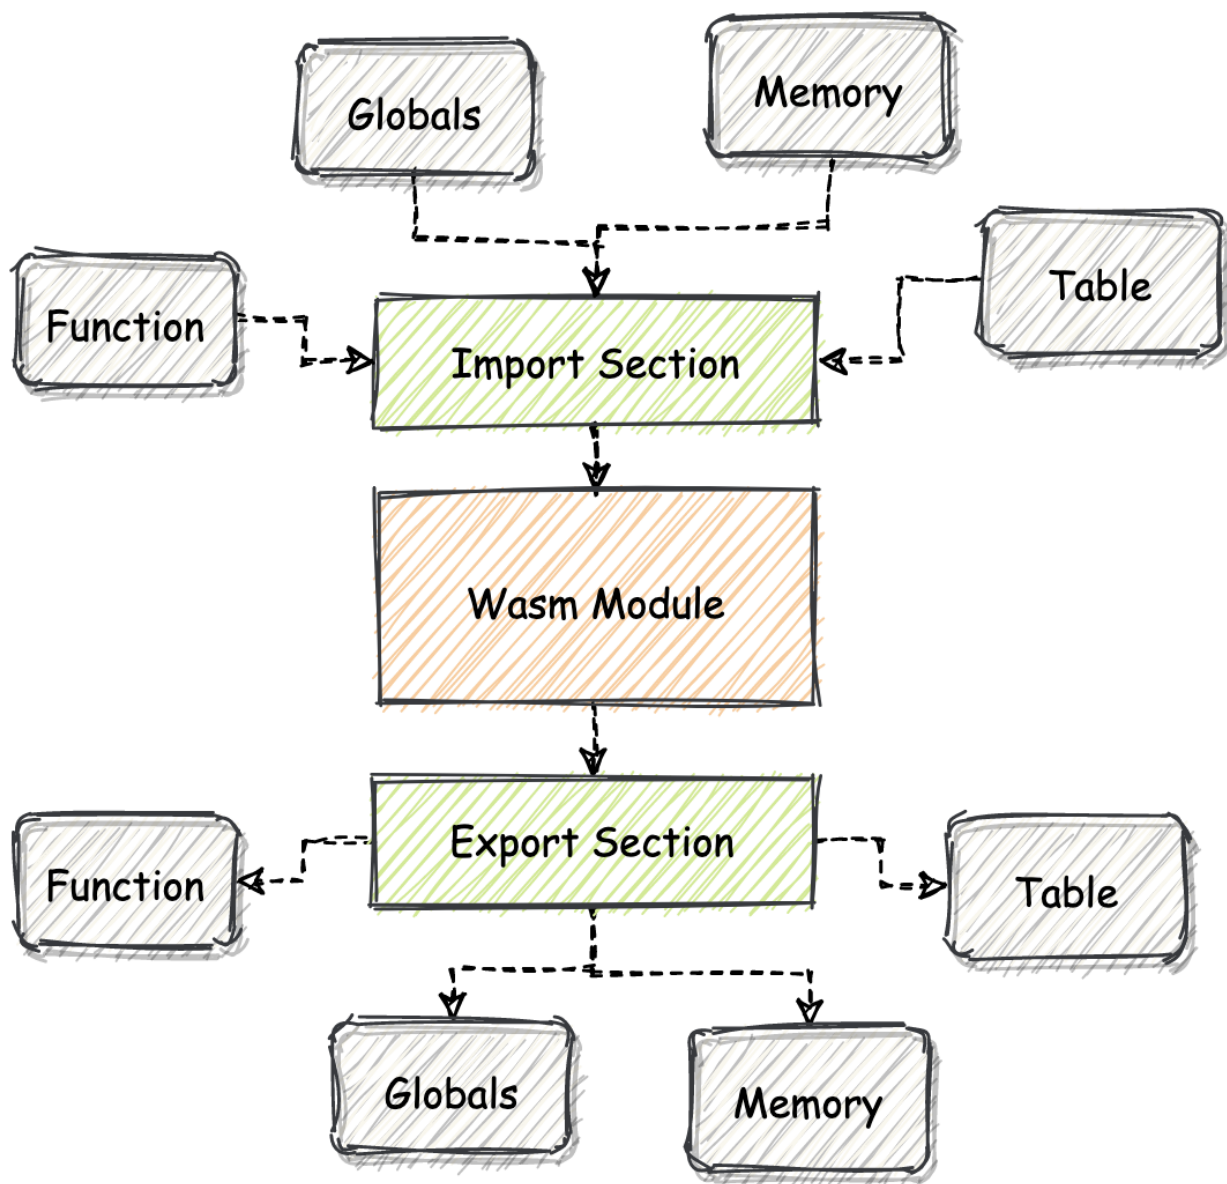 Globals
Memory
Table
Function
Import Section
Wasm Module
Export Section
Function
Table
Globals
Memory